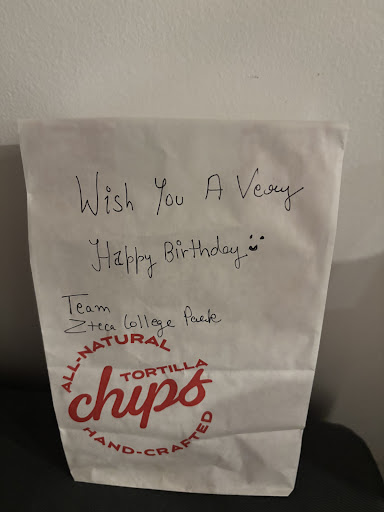 Wish You A Very
Happy Birthday
Team
Zteca College Park
ALL-NATURAL
TORTILLA
chips
HAND-CRAFTED